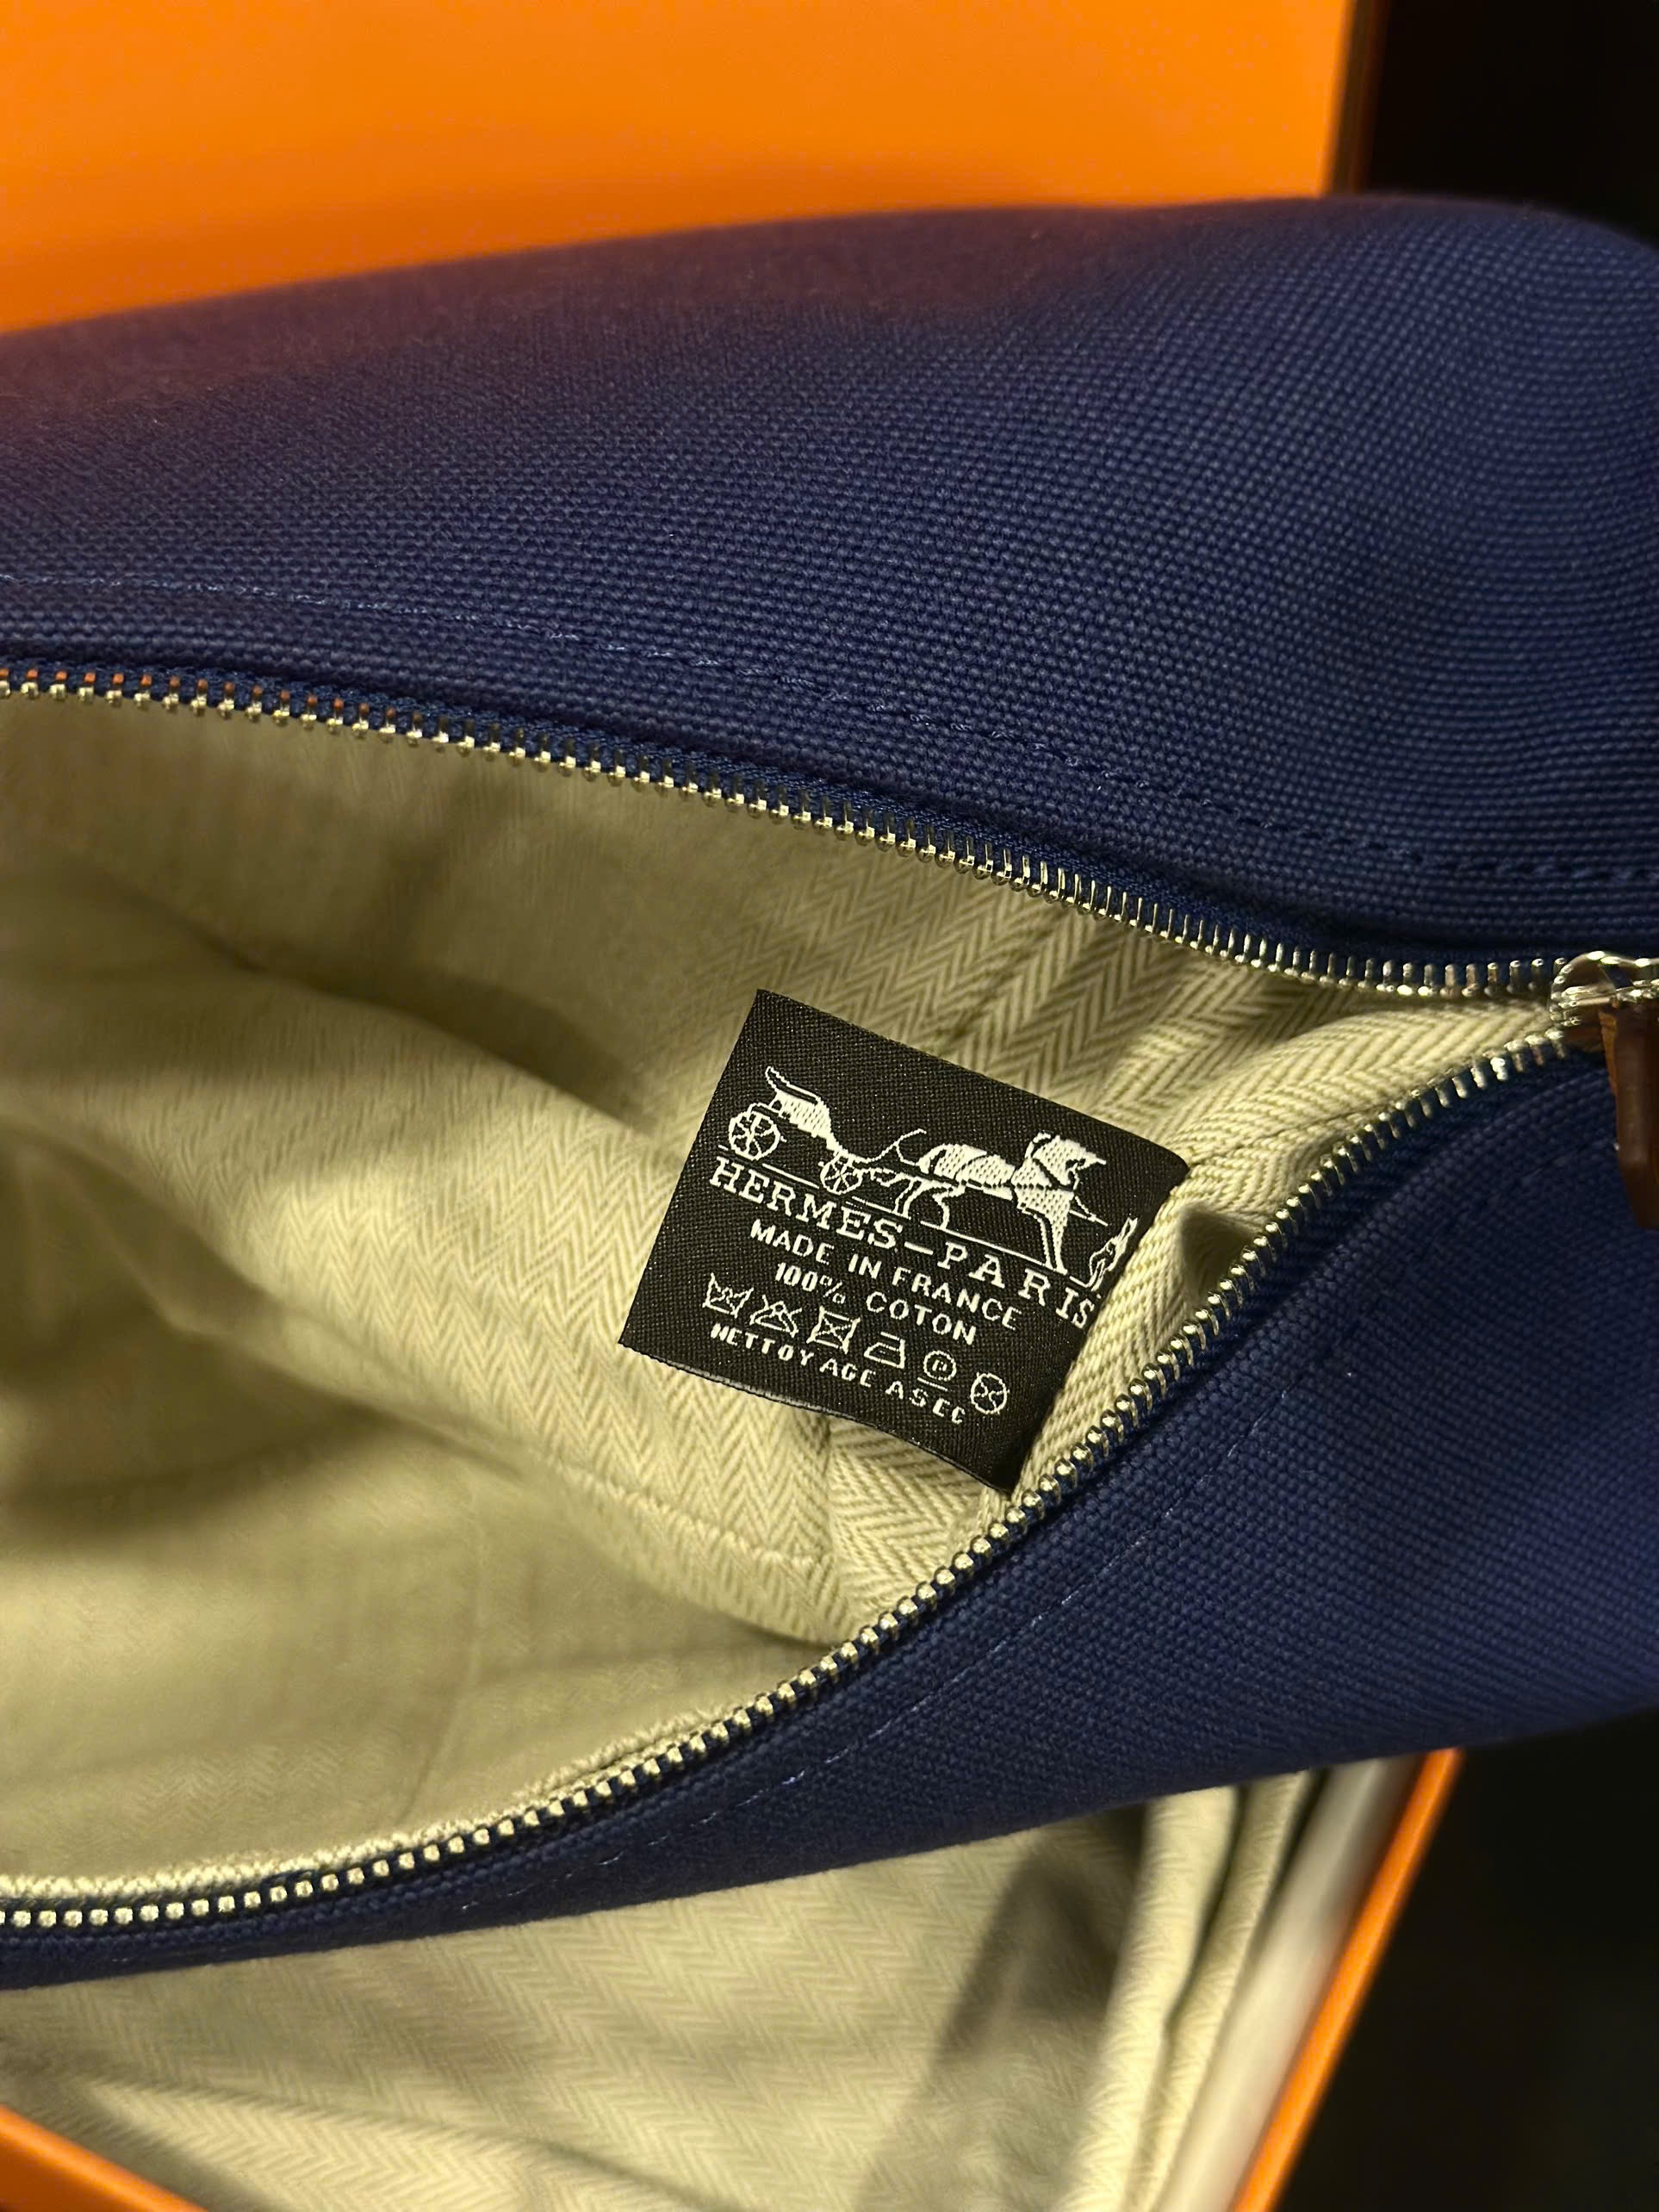 HERMES-PARIS
MADE IN FRANCE
100% COTON
NETTOYAGE A SEC